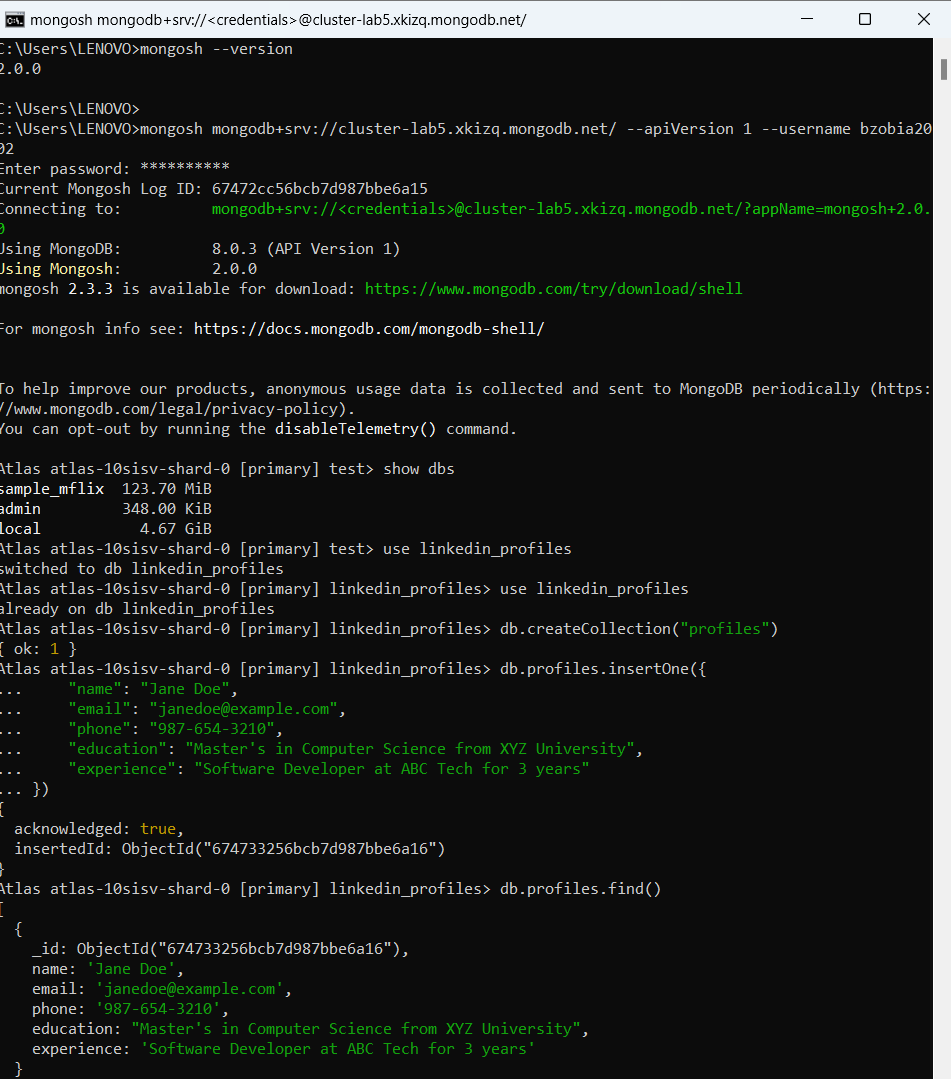 mongosh mongodb+srv://<credentials>@cluster-lab5.xkizq.mongodb.net/
C:\Users\LENOVO>mongosh --version
2.0.0
C:\Users\LENOVO>
C:\Users\LENOVO>mongosh mongodb+srv://cluster-lab5.xkizq.mongodb.net/ --apiVersion 1 --username bzobia20
02
Enter password: **********
Current Mongosh Log ID: 67472cc56bcb7d987bbe6a15
Connecting to:          mongodb+srv://<credentials>@cluster-lab5.xkizq.mongodb.net/?appName=mongosh+2.0.
0
Using MongoDB:          8.0.3 (API Version 1)
Using Mongosh:          2.0.0
mongosh 2.3.3 is available for download: https://www.mongodb.com/try/download/shell
For mongosh info see: https://docs.mongodb.com/mongodb-shell/
To help improve our products, anonymous usage data is collected and sent to MongoDB periodically (https:
//www.mongodb.com/legal/privacy-policy).
You can opt-out by running the disableTelemetry() command.
Atlas atlas-10sisv-shard-0 [primary] test> show dbs
sample_mflix  123.70 MiB
admin         348.00 KiB
local           4.67 GiB
Atlas atlas-10sisv-shard-0 [primary] test> use linkedin_profiles
switched to db linkedin_profiles
Atlas atlas-10sisv-shard-0 [primary] linkedin_profiles> use linkedin_profiles
already on db linkedin_profiles
Atlas atlas-10sisv-shard-0 [primary] linkedin_profiles> db.createCollection("profiles")
{ ok: 1 }
Atlas atlas-10sisv-shard-0 [primary] linkedin_profiles> db.profiles.insertOne({
...     "name": "Jane Doe",
...     "email": "janedoe@example.com",
...     "phone": "987-654-3210",
...     "education": "Master's in Computer Science from XYZ University",
...     "experience": "Software Developer at ABC Tech for 3 years"
... })
{
  acknowledged: true,
  insertedId: ObjectId("674733256bcb7d987bbe6a16")
}
Atlas atlas-10sisv-shard-0 [primary] linkedin_profiles> db.profiles.find()
[
  {
    _id: ObjectId("674733256bcb7d987bbe6a16"),
    name: 'Jane Doe',
    email: 'janedoe@example.com',
    phone: '987-654-3210',
    education: "Master's in Computer Science from XYZ University",
    experience: 'Software Developer at ABC Tech for 3 years'
  }